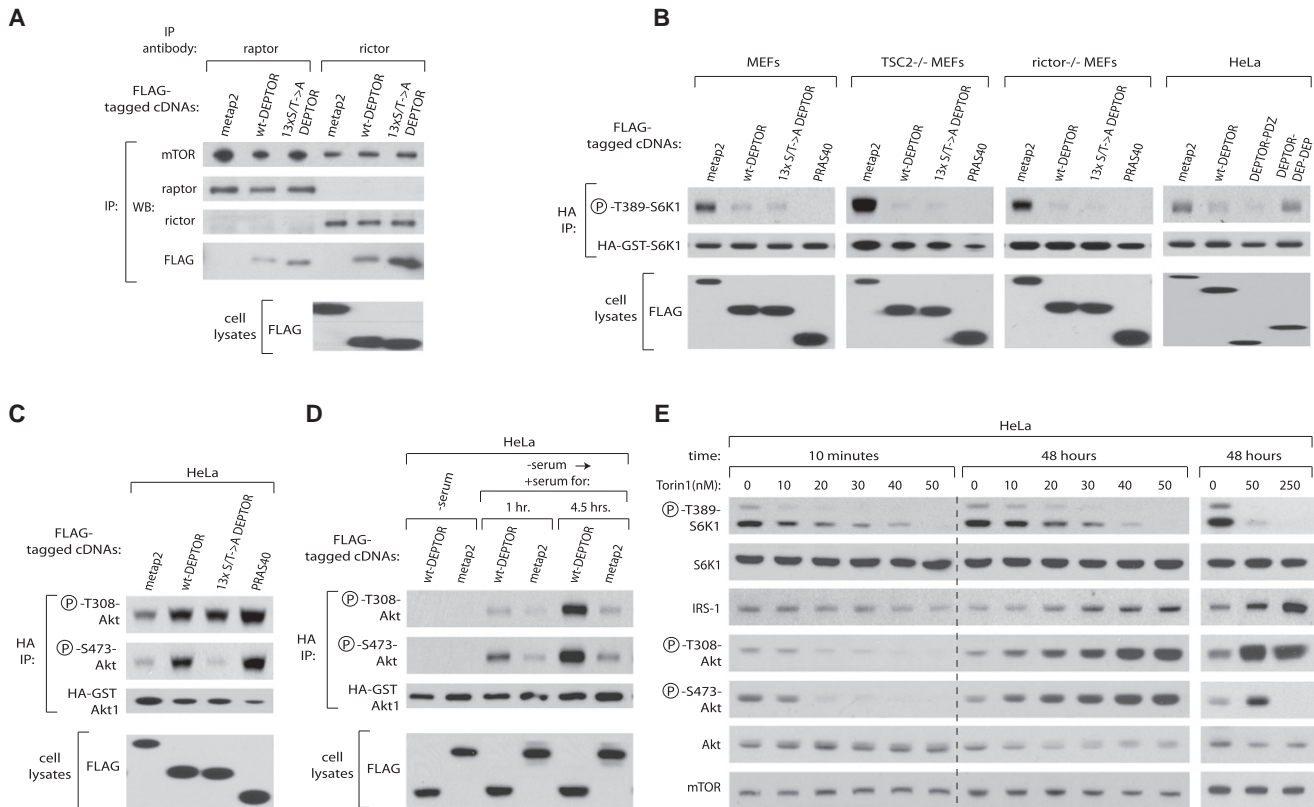 A
IP
antibody:
raptor
rictor
FLAG-
tagged cDNAs:
metap2
wt-DEPTOR
13xS/T->A
DEPTOR
metap2
wt-DEPTOR
13xS/T->A
DEPTOR
IP:
WB:
mTOR
raptor
rictor
FLAG
cell
lysates
FLAG
B
MEFs
TSC2-/- MEFs
rictor-/- MEFs
HeLa
FLAG-
tagged cDNAs:
metap2
wt-DEPTOR
13x S/T->A DEPTOR
PRAS40
metap2
wt-DEPTOR
13x S/T->A DEPTOR
PRAS40
metap2
wt-DEPTOR
13x S/T->A DEPTOR
PRAS40
metap2
wt-DEPTOR
DEPTOR-PDZ
DEPTOR-
DEP-DEP
HA
IP:
Ⓟ-T389-S6K1
HA-GST-S6K1
cell
lysates
FLAG
C
HeLa
FLAG-
tagged cDNAs:
metap2
wt-DEPTOR
13x S/T->A DEPTOR
PRAS40
HA
IP:
Ⓟ-T308-
Akt
Ⓟ-S473-
Akt
HA-GST
Akt1
cell
lysates
FLAG
D
HeLa
-serum
-serum →
+serum for:
1 hr.
4.5 hrs.
FLAG-
tagged cDNAs:
wt-DEPTOR
metap2
wt-DEPTOR
metap2
wt-DEPTOR
metap2
HA
IP:
Ⓟ-T308-
Akt
Ⓟ-S473-
Akt
HA-GST
Akt1
cell
lysates
FLAG
E
HeLa
time:
10 minutes
48 hours
48 hours
Torin1(nM):
0 10 20 30 40 50
0 10 20 30 40 50
0 50 250
Ⓟ-T389-
S6K1
S6K1
IRS-1
Ⓟ-T308-
Akt
Ⓟ-S473-
Akt
Akt
mTOR